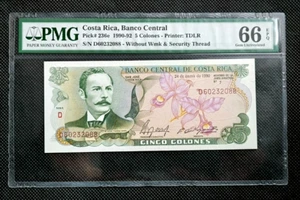 PMG
PAPER MONEY GUARANTY
Costa Rica, Banco Central
Pick# 236e 1990-92 5 Colones - Printer: TDLR
S/N D60232088 - Without Wmk & Security Thread
66 EPQ
Gem Uncirculated
BANCO CENTRAL DE COSTA RICA
D60232088
D
D60232088
CINCO COLONES